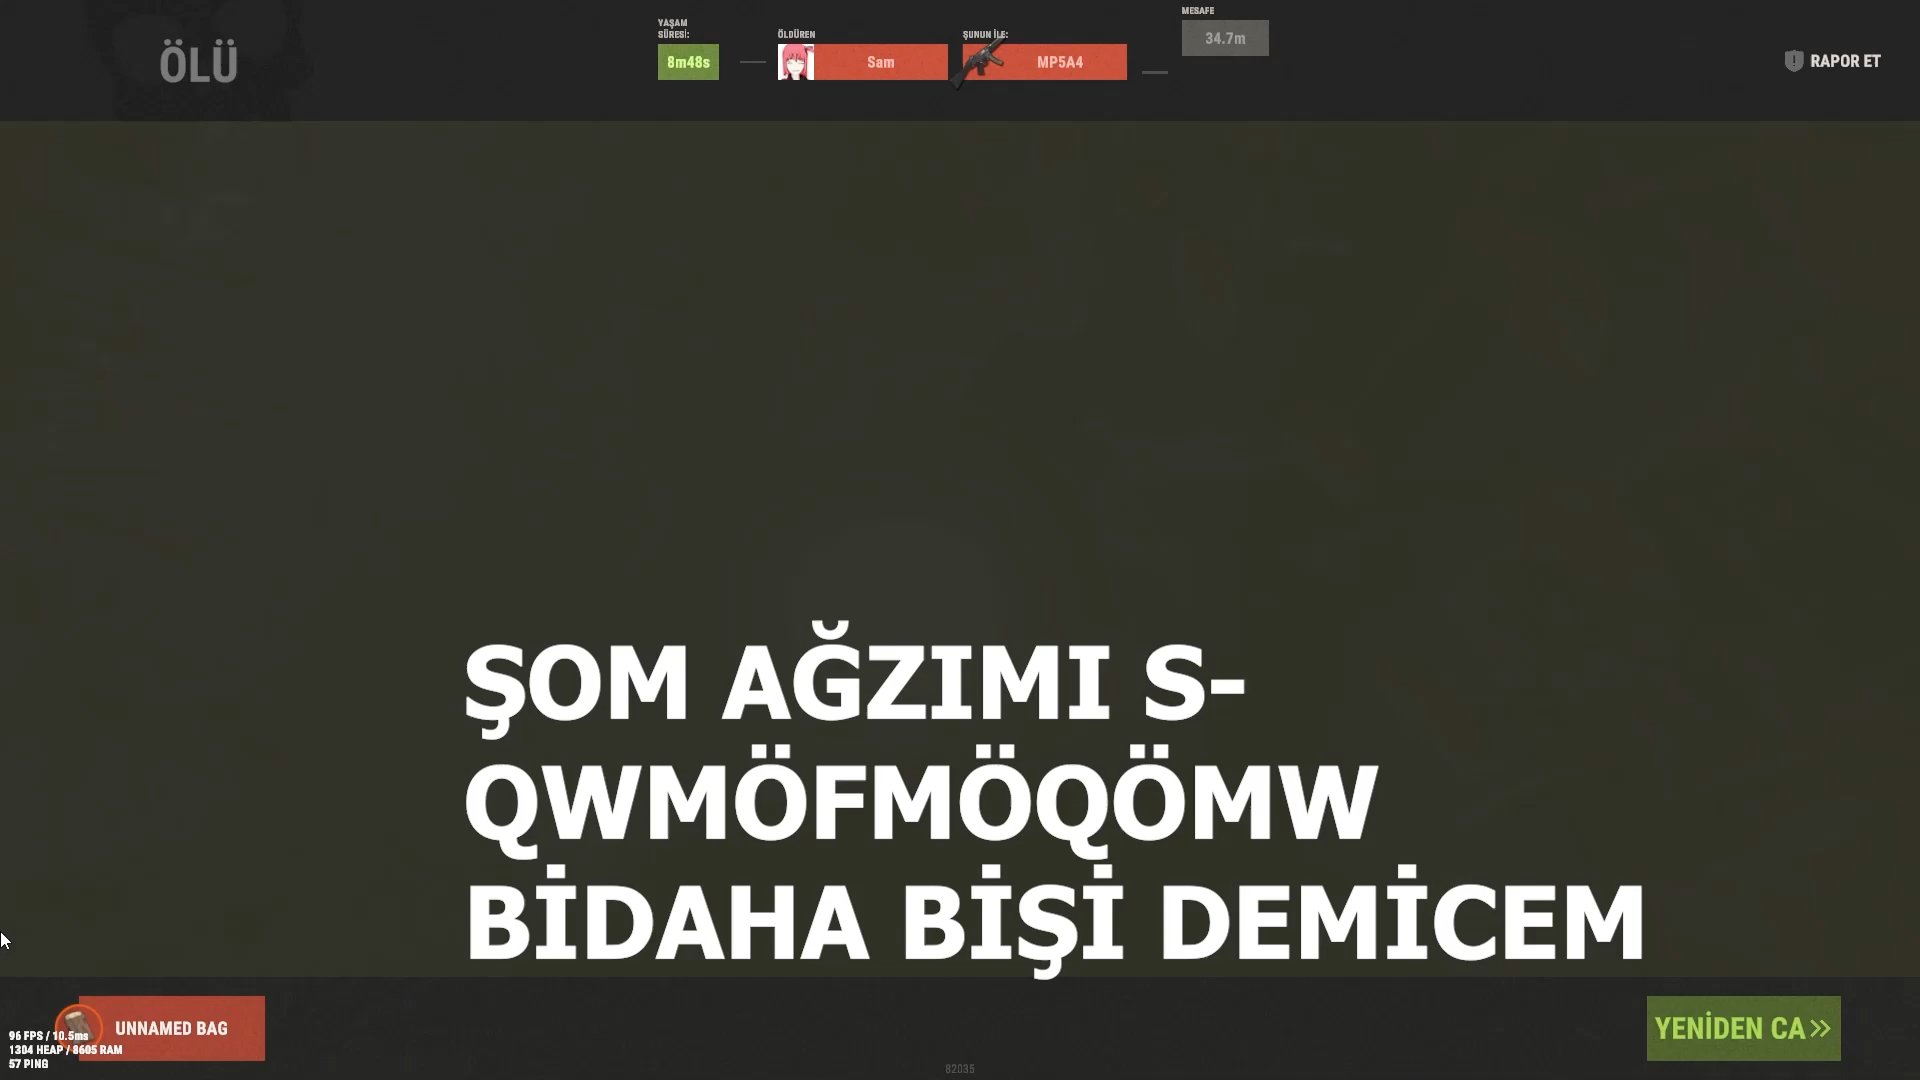 ÖLÜ
YAŞAM
SÜRESİ:
8m48s
ÖLDÜREN
Sam
ŞUNUN İLE:
MP5A4
MESAFE
34.7m
RAPOR ET
ŞOM AĞZIMI S-
QWMÖFMÖQÖMW
BİDAHA BİŞİ DEMİCEM
UNNAMED BAG
96 FPS / 10.5ms
1304 HEAP / 8605 RAM
57 PING
82035
YENİDEN CA